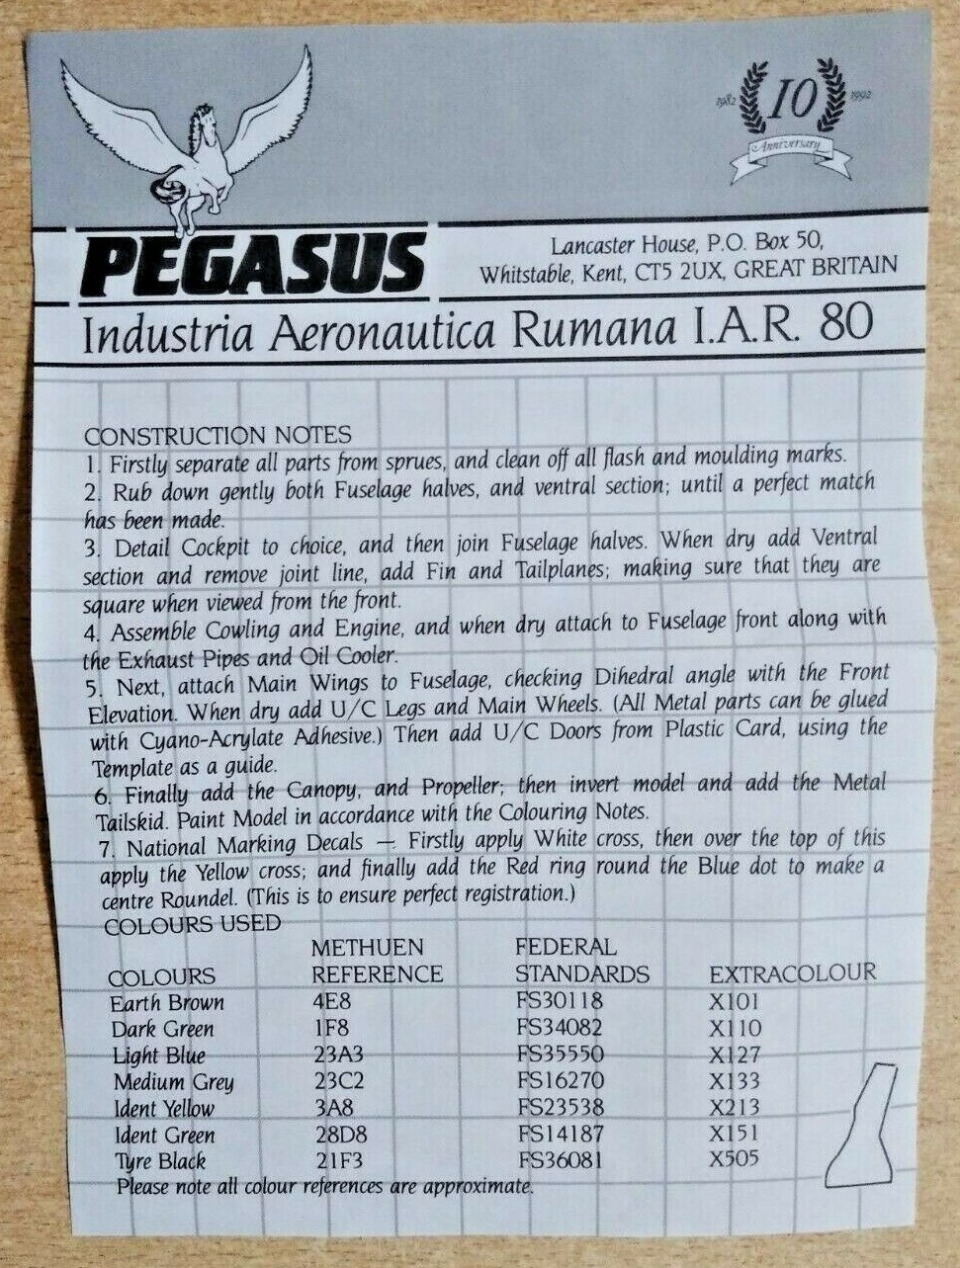 1982 10 1992
Anniversary
PEGASUS
Lancaster House, P.O. Box 50,
Whitstable, Kent, CT5 2UX, GREAT BRITAIN
Industria Aeronautica Rumana I.A.R. 80
CONSTRUCTION NOTES
1. Firstly separate all parts from sprues, and clean off all flash and moulding marks.
2. Rub down gently both Fuselage halves, and ventral section; until a perfect match
has been made.
3. Detail Cockpit to choice, and then join Fuselage halves. When dry add Ventral
section and remove joint line, add Fin and Tailplanes; making sure that they are
square when viewed from the front.
4. Assemble Cowling and Engine, and when dry attach to Fuselage front along with
the Exhaust Pipes and Oil Cooler.
5. Next, attach Main Wings to Fuselage, checking Dihedral angle with the Front
Elevation. When dry add U/C Legs and Main Wheels. (All Metal parts can be glued
with Cyano-Acrylate Adhesive.) Then add U/C Doors from Plastic Card, using the
Template as a guide.
6. Finally add the Canopy, and Propeller; then invert model and add the Metal
Tailskid. Paint Model in accordance with the Colouring Notes.
7. National Marking Decals — Firstly apply White cross, then over the top of this
apply the Yellow cross; and finally add the Red ring round the Blue dot to make a
centre Roundel. (This is to ensure perfect registration.)
COLOURS USED
METHUEN FEDERAL
COLOURS REFERENCE STANDARDS EXTRACOLOUR
Earth Brown 4E8 FS30118 X101
Dark Green 1F8 FS34082 X110
Light Blue 23A3 FS35550 X127
Medium Grey 23C2 FS16270 X133
Ident Yellow 3A8 FS23538 X213
Ident Green 28D8 FS14187 X151
Tyre Black 21F3 FS36081 X505
Please note all colour references are approximate.